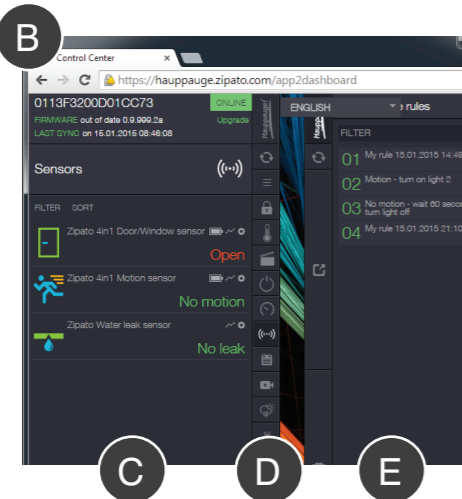 B
Control Center ×
https://hauppauge.zipato.com/app2dashboard
0113F3200D01CC73
ONLINE
FIRMWARE out of date 0.9.999.2a
Upgrade
LAST SYNC on 15.01.2015 08:46:08
Sensors
FILTER SORT
Zipato 4in1 Door/Window sensor
Open
Zipato 4in1 Motion sensor
No motion
Zipato Water leak sensor
No leak
Hauppauge!
ENGLISH
rules
FILTER
01 My rule 15.01.2015 14:49
02 Motion - turn on light 2
03 No motion - wait 60
turn light off
04 My rule 15.01.2015 21:10
C
D
E